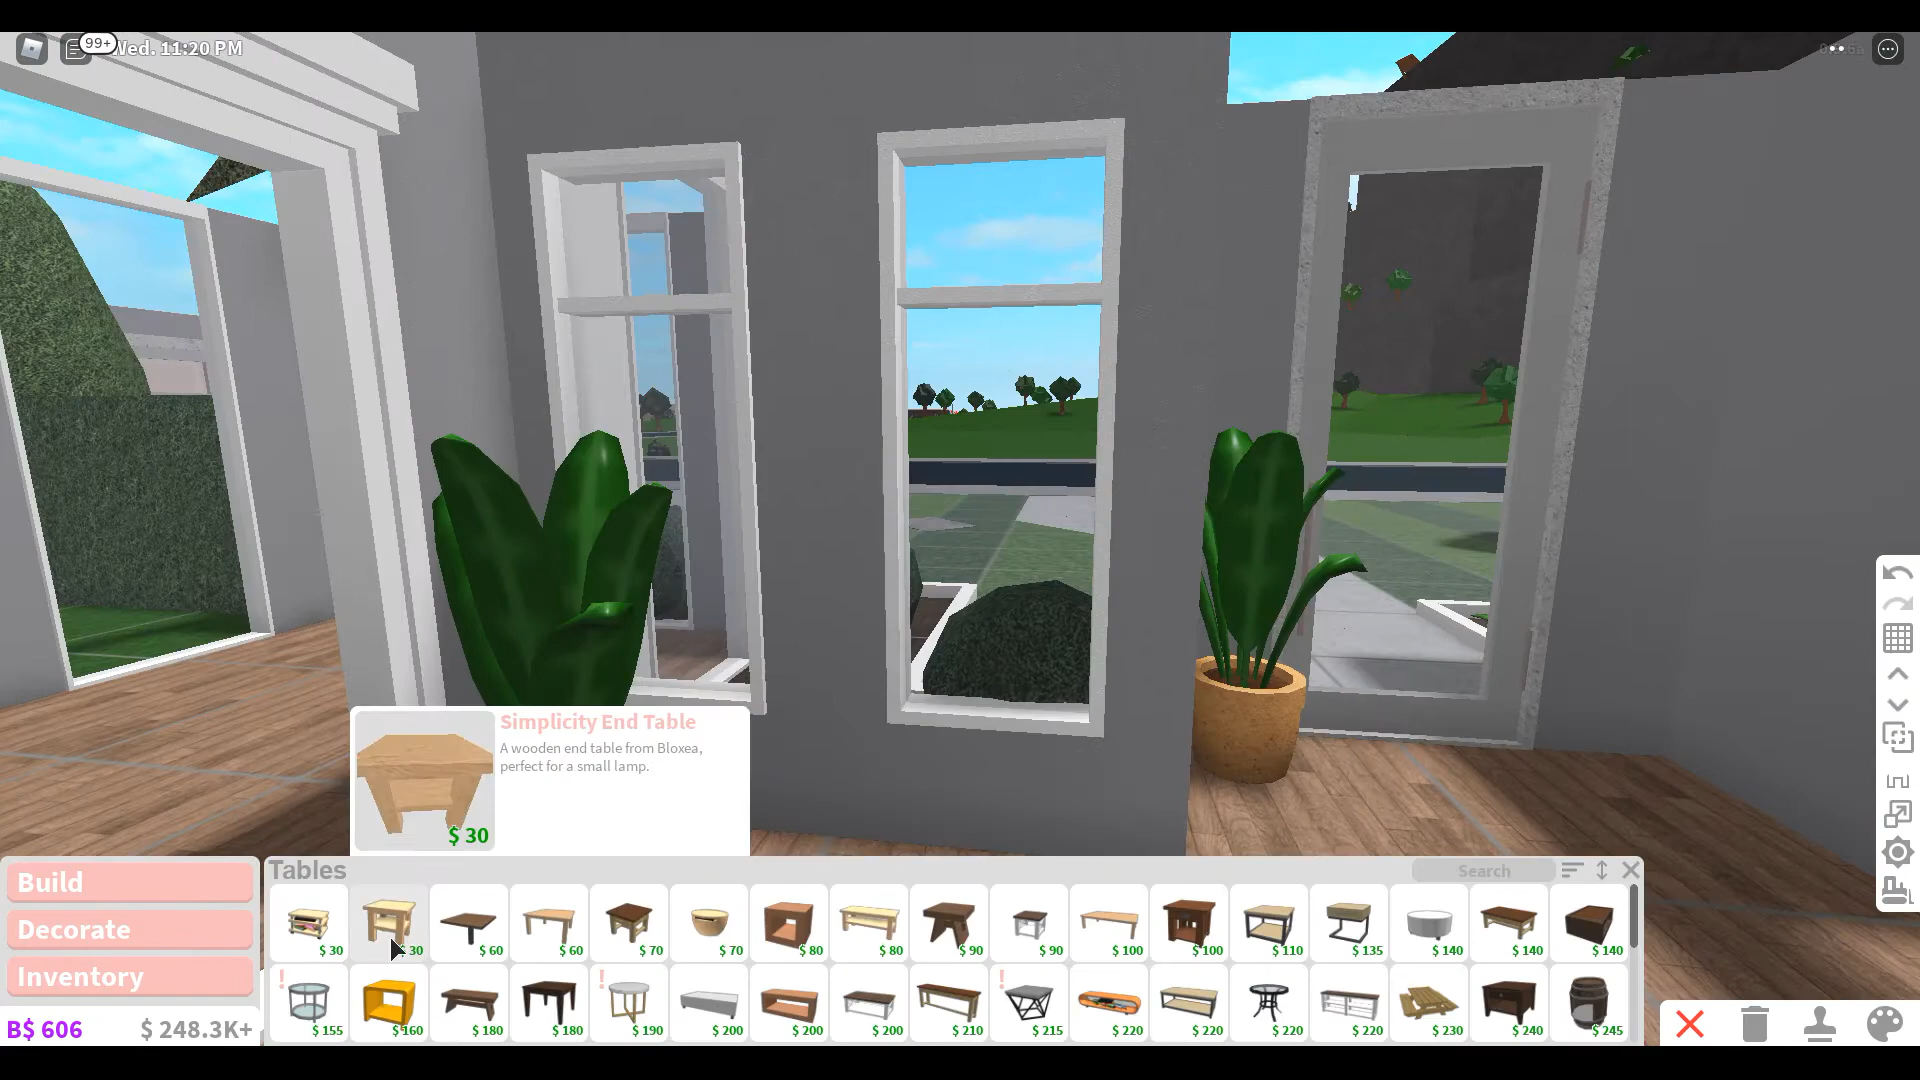 99+
Wed. 11:20 PM
Simplicity End Table
A wooden end table from Bloxea,
perfect for a small lamp.
$ 30
Build
Decorate
Inventory
B$ 606
$ 248.3K+
Tables
Search
$ 30
$ 30
$ 60
$ 60
$ 70
$ 70
$ 80
$ 80
$ 90
$ 90
$ 100
$ 100
$ 110
$ 135
$ 140
$ 140
$ 140
! $ 155
$ 160
$ 180
$ 180
! $ 190
$ 200
$ 200
$ 200
$ 210
! $ 215
$ 220
$ 220
$ 220
$ 220
$ 230
$ 240
$ 245